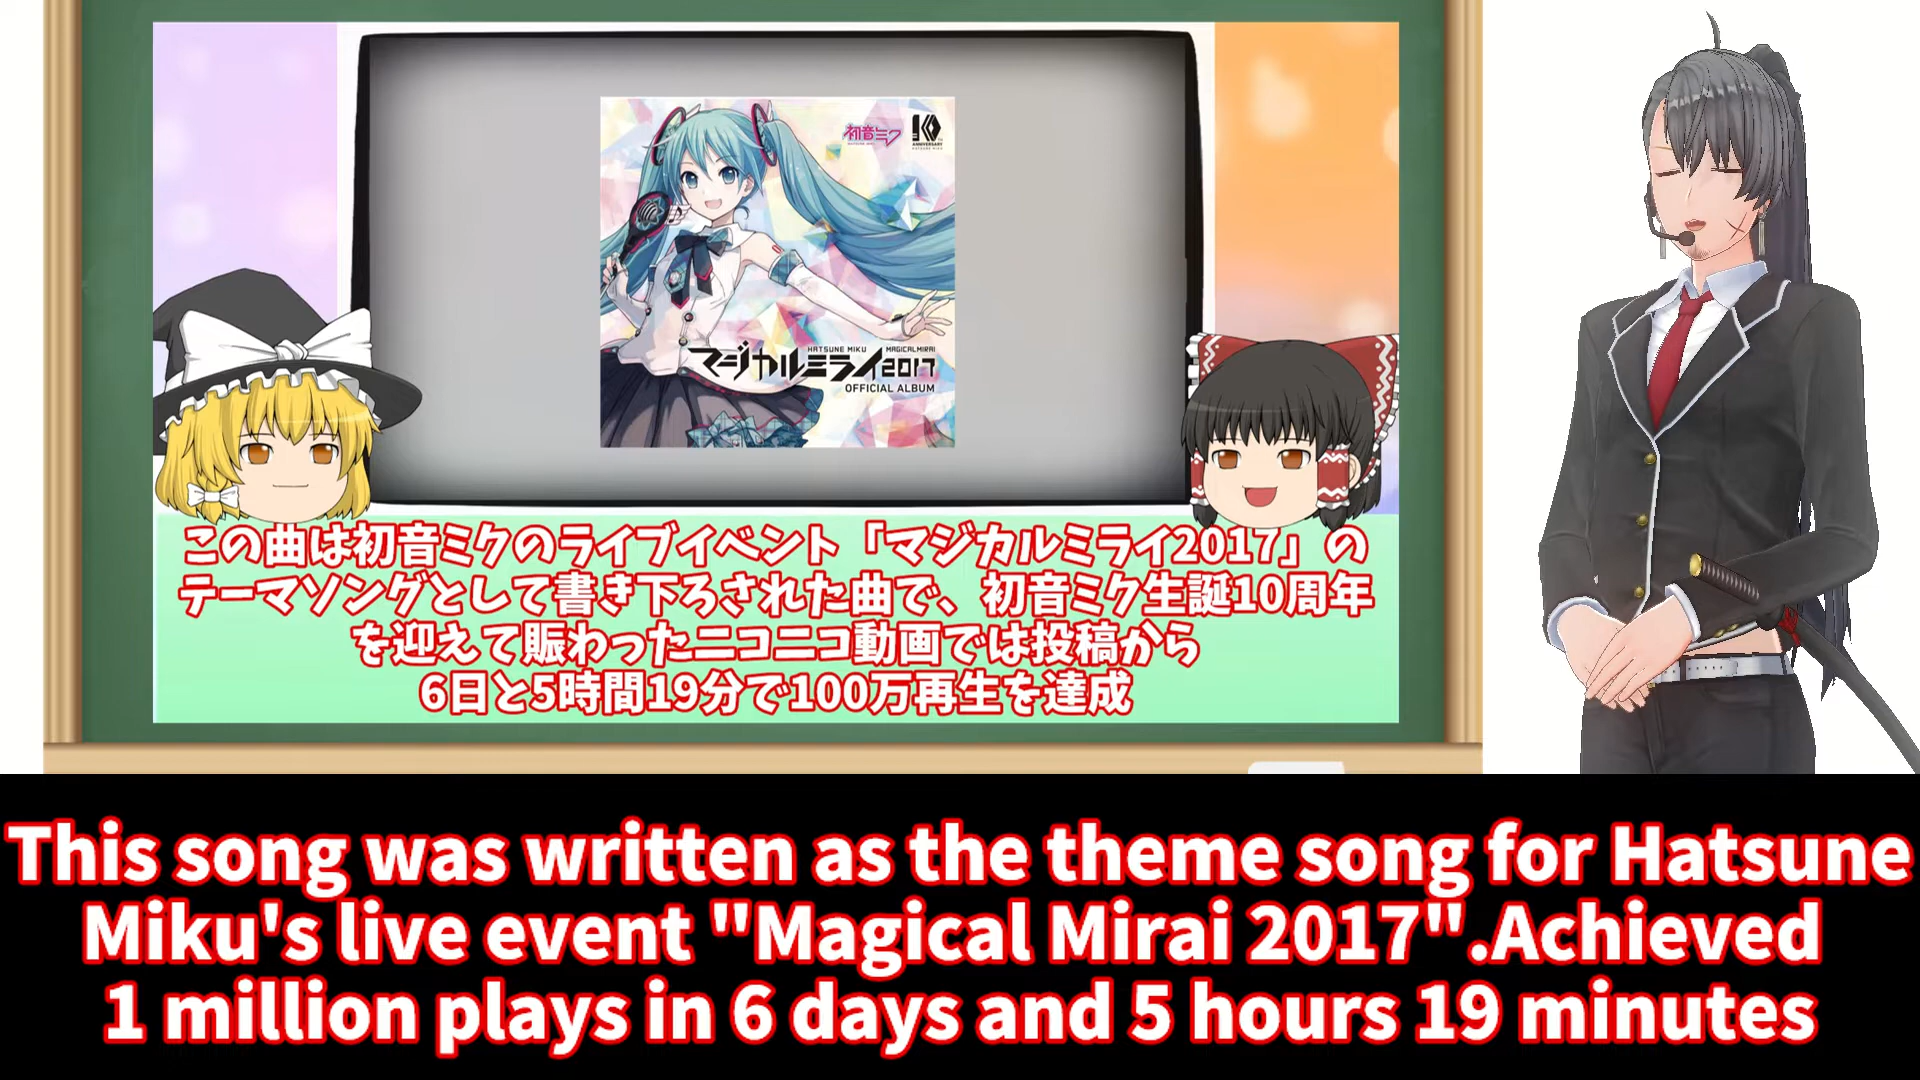 初音ミク
10
ANNIVERSARY
HATSUNE MIKU MAGICAL MIRAI
マジカルミライ2017
OFFICIAL ALBUM
この曲は初音ミクのライブイベント「マジカルミライ2017」の
テーマソングとして書き下ろされた曲で、初音ミク生誕10周年
を迎えて賑わったニコニコ動画では投稿から
6日と5時間19分で100万再生を達成
This song was written as the theme song for Hatsune
Miku's live event "Magical Mirai 2017".Achieved
1 million plays in 6 days and 5 hours 19 minutes